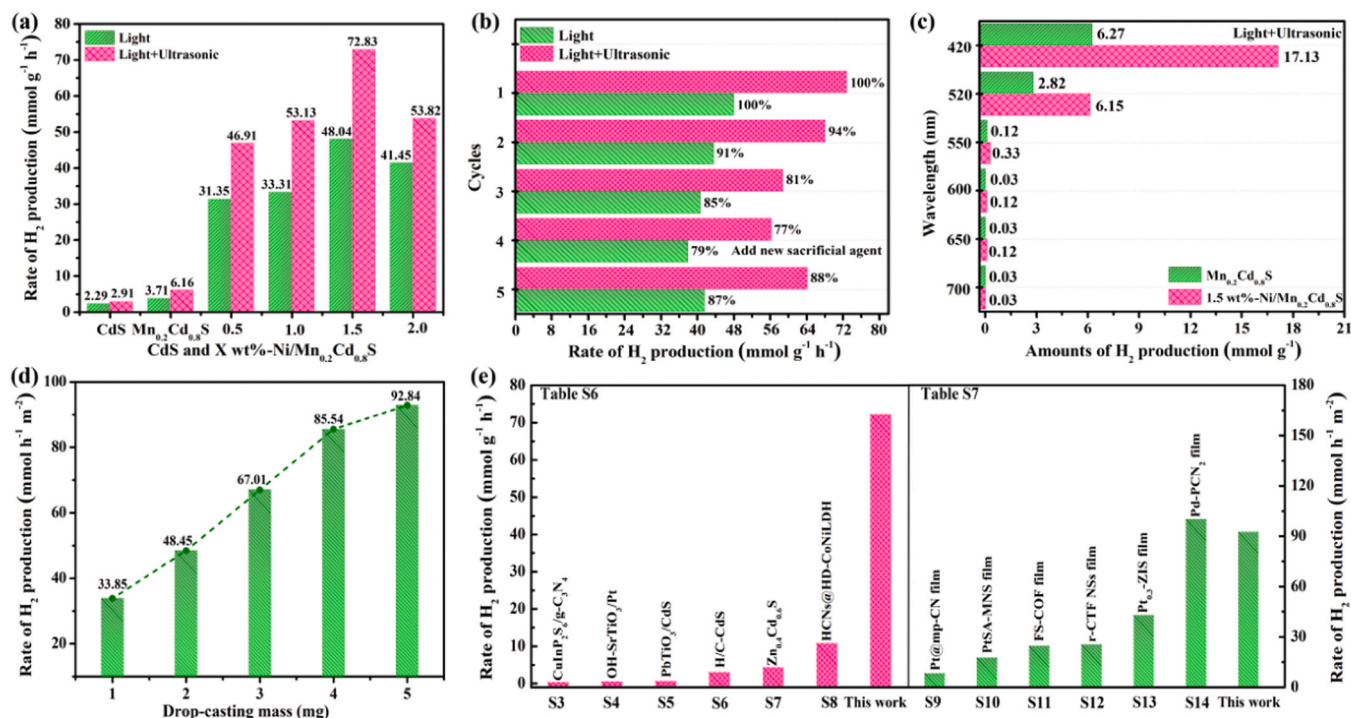 (a)
Rate of H2 production (mmol g-1 h-1)
80
70
60
50
40
30
20
10
0
Light
Light+Ultrasonic
2.29
2.91
3.71
6.16
31.35
46.91
33.31
53.13
48.04
72.83
41.45
53.82
CdS Mn0.2Cd0.8S 0.5 1.0 1.5 2.0
CdS and X wt%-Ni/Mn0.2Cd0.8S
(b)
Light
Light+Ultrasonic
Cycles
1
2
3
4
5
100%
100%
94%
91%
81%
85%
77%
79%
Add new sacrificial agent
88%
87%
0 8 16 24 32 40 48 56 64 72 80
Rate of H2 production (mmol g-1 h-1)
(c)
Light+Ultrasonic
Wavelength (nm)
420
520
550
600
650
700
6.27
17.13
2.82
6.15
0.12
0.33
0.03
0.12
0.03
0.12
0.03
0.03
Mn0.2Cd0.8S
1.5 wt%-Ni/Mn0.2Cd0.8S
0 3 6 9 12 15 18 21
Amounts of H2 production (mmol g-1)
(d)
Rate of H2 production (mmol h-1 m-2)
100
80
60
40
20
33.85
48.45
67.01
85.54
92.84
1 2 3 4 5
Drop-casting mass (mg)
(e)
Rate of H2 production (mmol g-1 h-1)
80
75
70
60
50
40
30
20
10
0
Table S6
CuInP2S6/g-C3N4
OH-SrTiO3/Pt
PbTiO3/CdS
H/C-CdS
Zn0.4Cd0.6S
HCNs@HD-CoNiLDH
S3 S4 S5 S6 S7 S8 This work
Table S7
Pt@mp-CN film
PtSA-MNS film
FS-COF film
r-CTF NSs film
Pt0.3-ZIS film
Pd-PCN2 film
S9 S10 S11 S12 S13 S14 This work
180
150
120
90
60
30
0
Rate of H2 production (mmol h-1 m-2)